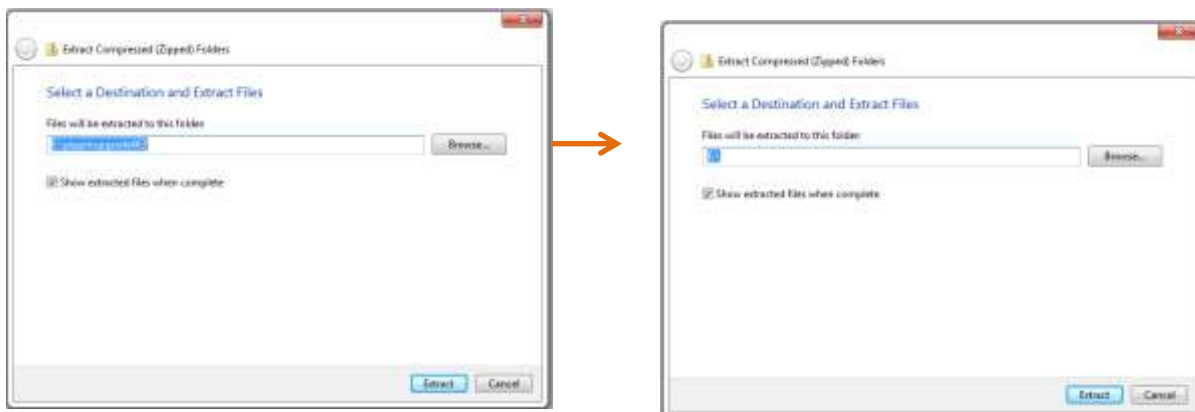 Extract Compressed (Zipped) Folders
Select a Destination and Extract Files
Files will be extracted to this folder
Browse...
Show extracted files when complete
Extract
Cancel
Extract Compressed (Zipped) Folders
Select a Destination and Extract Files
Files will be extracted to this folder
Browse...
Show extracted files when complete
Extract
Cancel